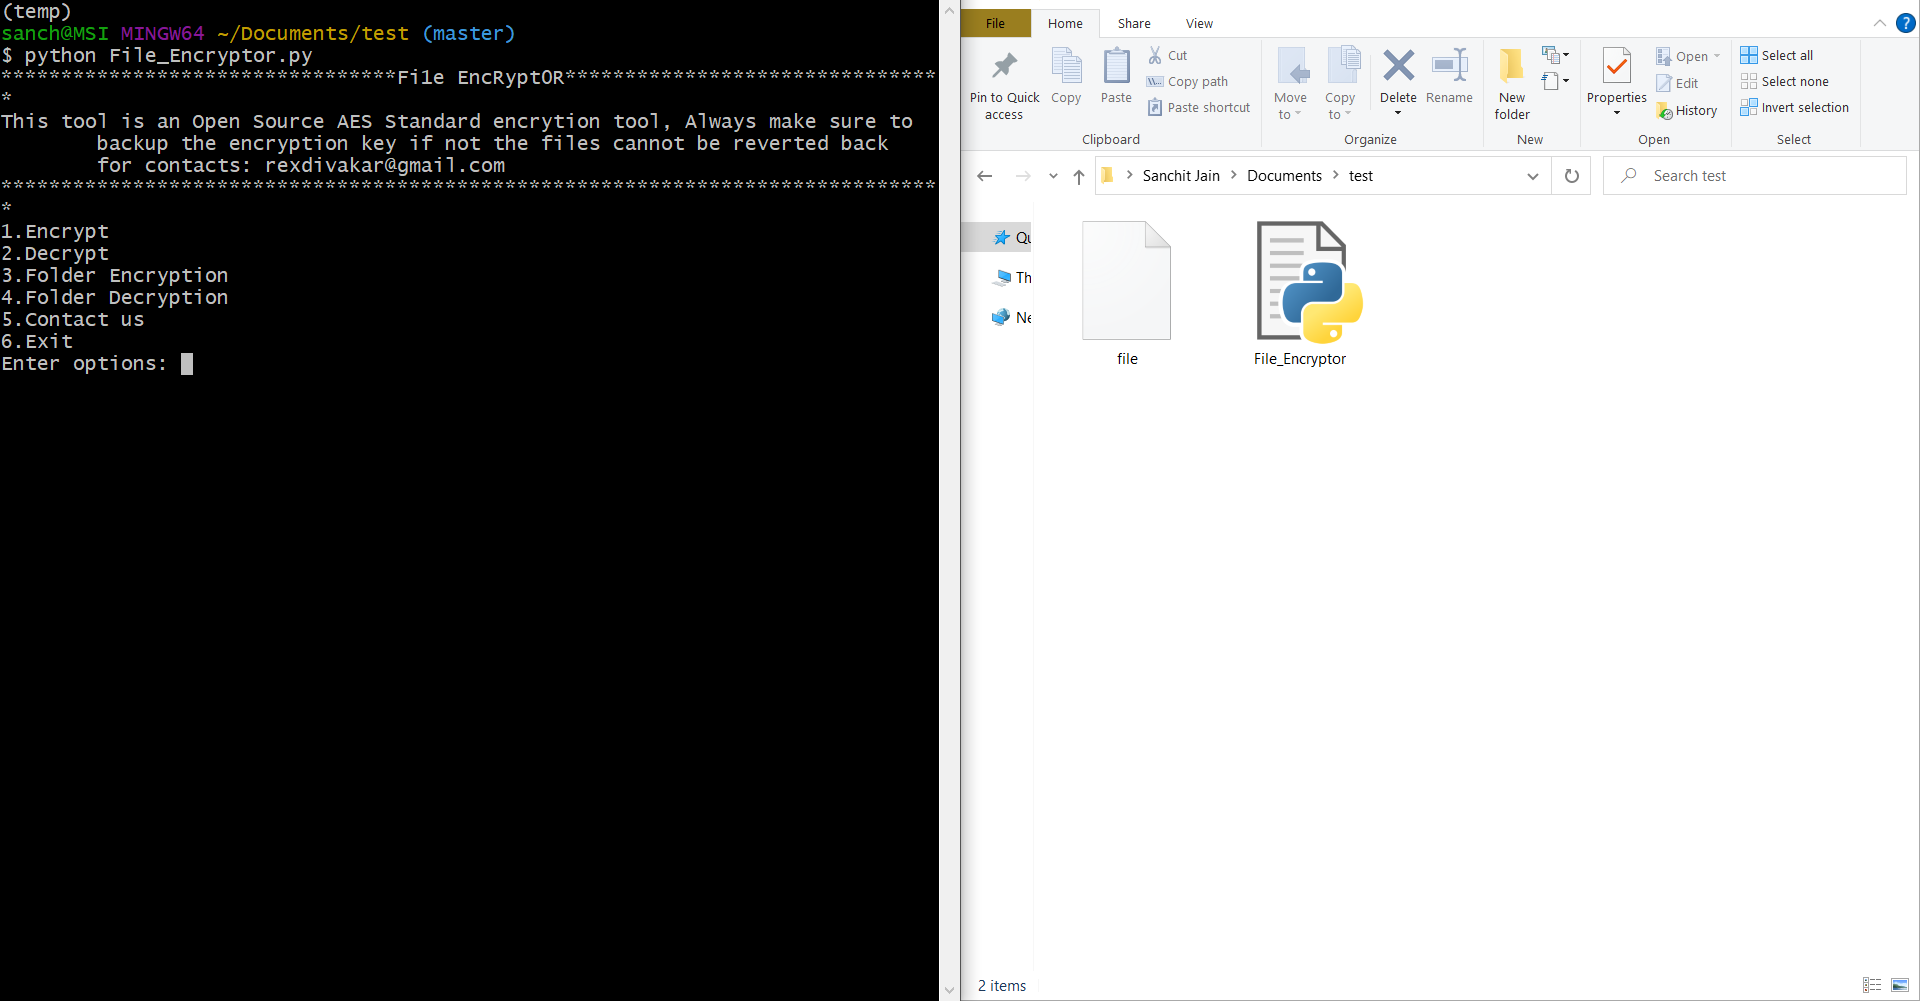 (temp)
sanch@MSI MINGW64 ~/Documents/test (master)
$ python File_Encryptor.py
*********************************Fi1e EncRyptOR*******************************
*
This tool is an Open Source AES Standard encrytion tool, Always make sure to
backup the encryption key if not the files cannot be reverted back
for contacts: rexdivakar@gmail.com
******************************************************************************
*
1.Encrypt
2.Decrypt
3.Folder Encryption
4.Folder Decryption
5.Contact us
6.Exit
Enter options:
File Home Share View
Pin to Quick access
Copy
Paste
Cut
Copy path
Paste shortcut
Clipboard
Move to
Copy to
Delete
Rename
Organize
New folder
New
Properties
Open
Edit
History
Open
Select all
Select none
Invert selection
Select
Sanchit Jain > Documents > test
Search test
Qu
Th
Ne
file
File_Encryptor
2 items